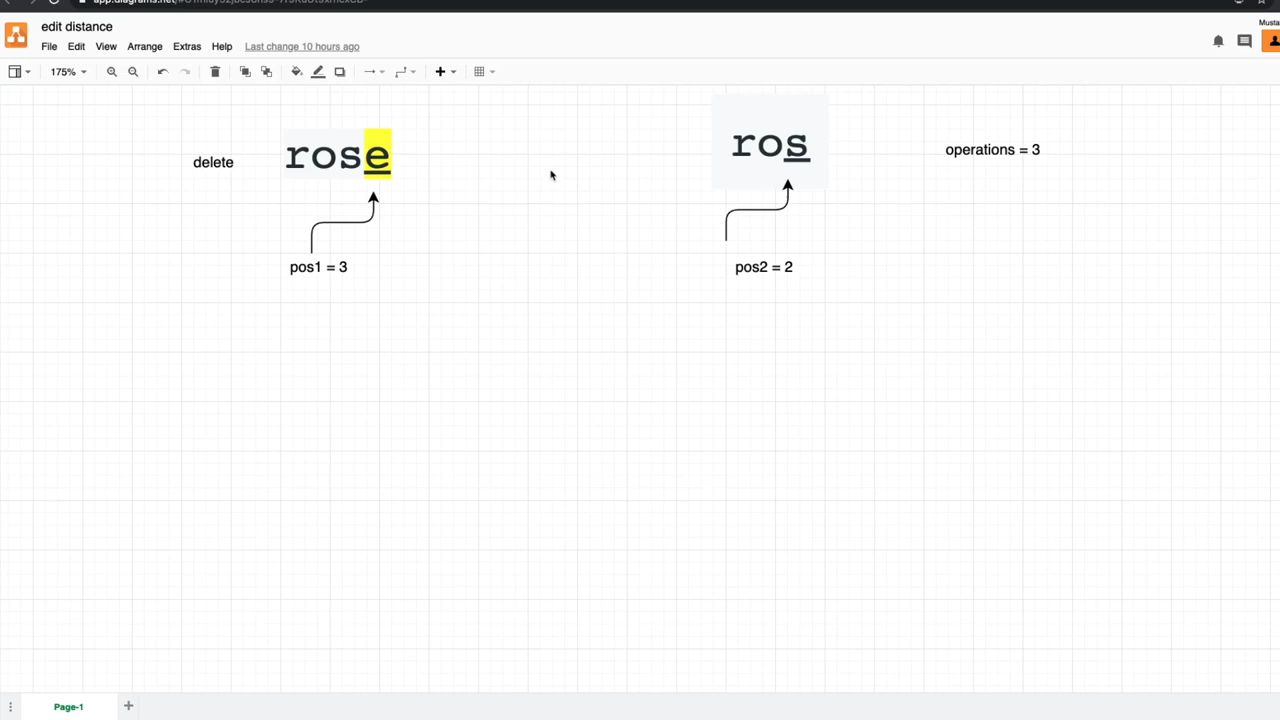 edit distance
Musta
File Edit View Arrange Extras Help Last change 10 hours ago
175%
delete
rose
ros
operations = 3
pos1 = 3
pos2 = 2
Page-1